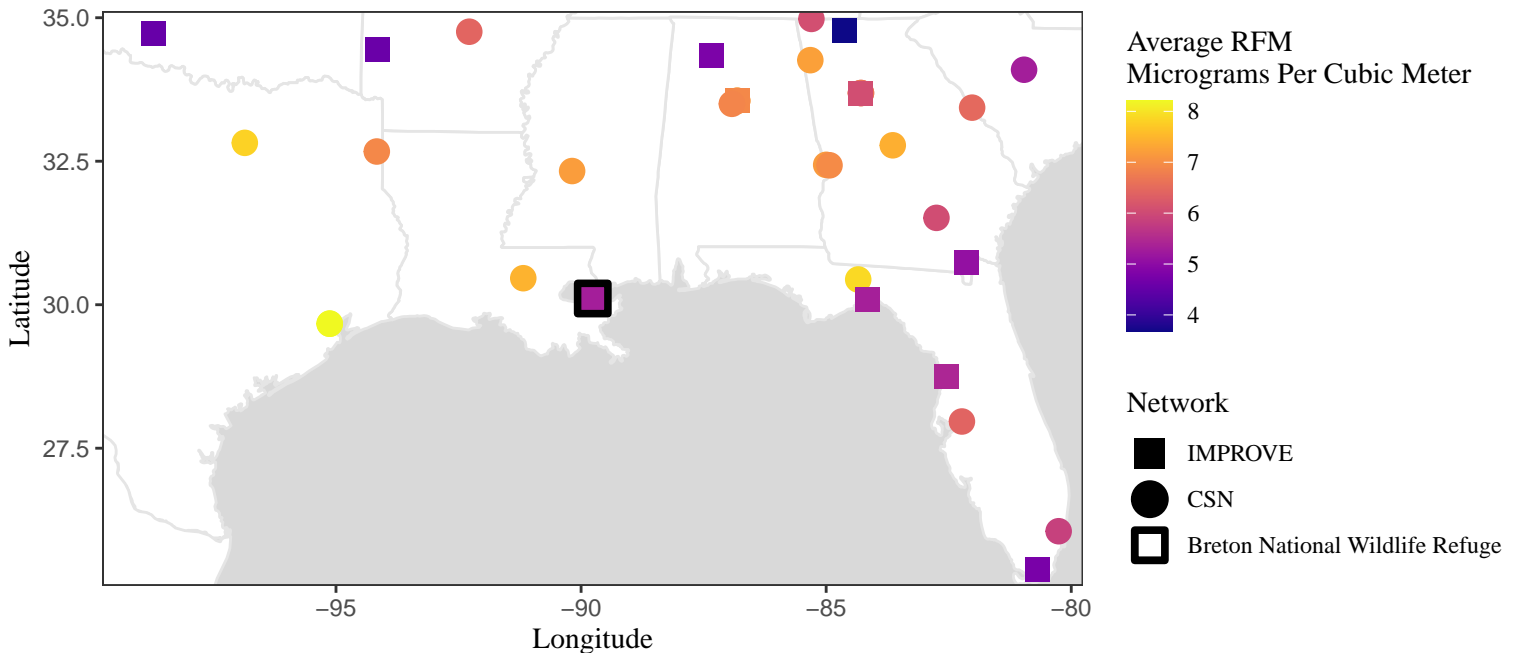 35.0
32.5
30.0
27.5
Latitude
−95
−90
−85
−80
Longitude
Average RFM
Micrograms Per Cubic Meter
8
7
6
5
4
Network
IMPROVE
CSN
Breton National Wildlife Refuge